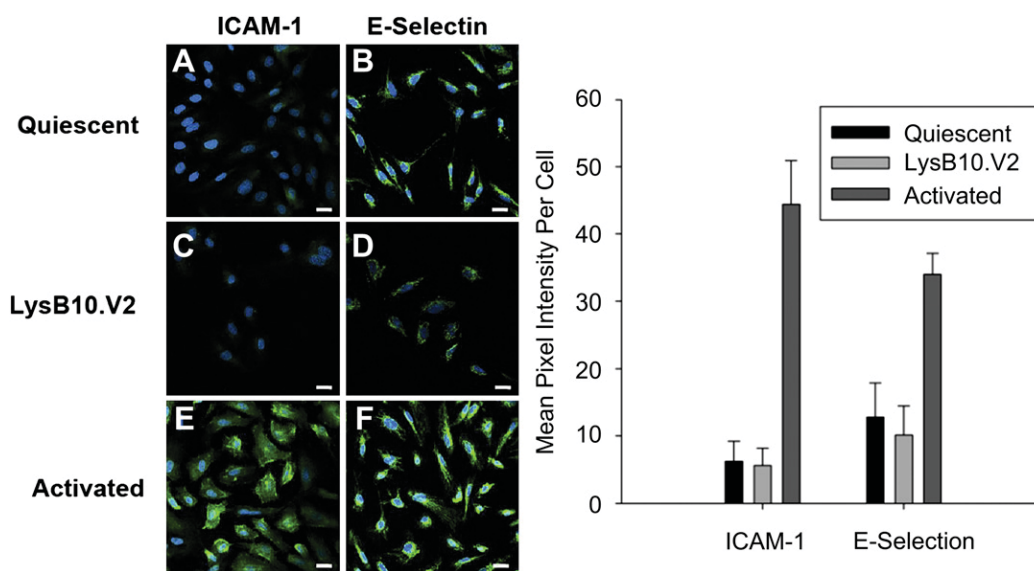 ICAM-1
E-Selectin
A
B
Quiescent
C
D
LysB10.V2
E
F
Activated
Mean Pixel Intensity Per Cell
60
50
40
30
20
10
0
Quiescent
LysB10.V2
Activated
ICAM-1
E-Selection